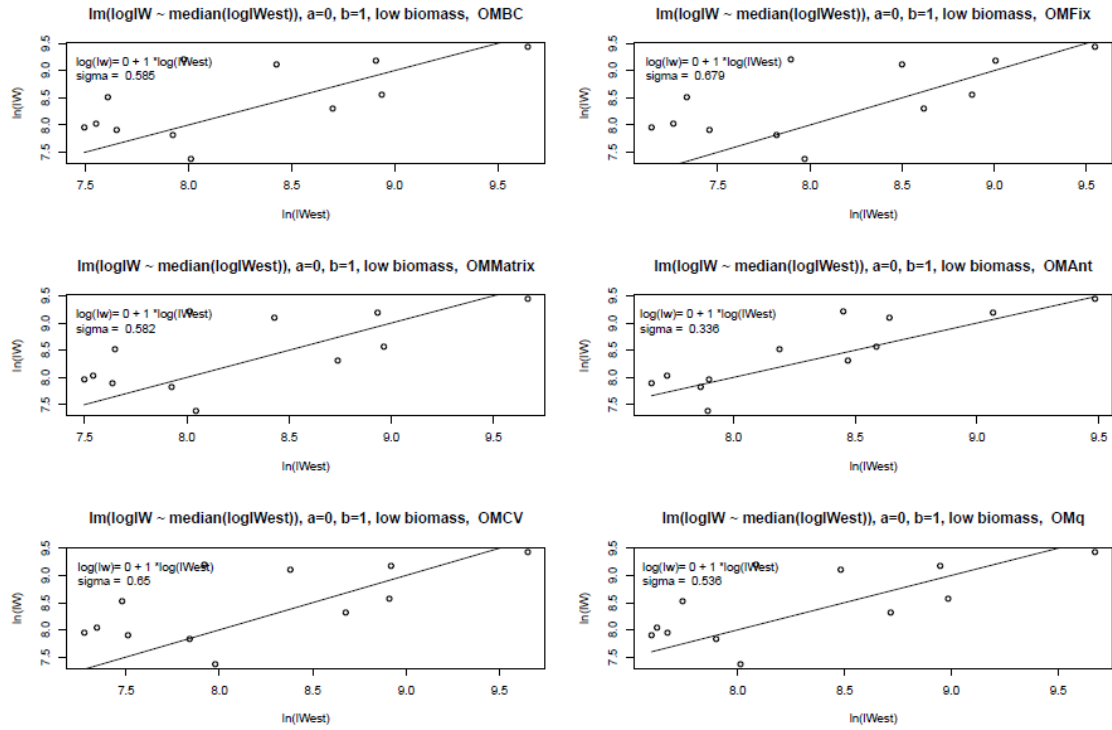 lm(logIW ~ median(logIWest)), a=0, b=1, low biomass, OMBC
log(Iw)= 0 + 1 *log(IWest)
sigma = 0.585
ln(IW)
7.5 8.0 8.5 9.0 9.5
7.5 8.0 8.5 9.0 9.5
ln(IWest)
lm(logIW ~ median(logIWest)), a=0, b=1, low biomass, OMFix
log(Iw)= 0 + 1 *log(IWest)
sigma = 0.679
ln(IW)
7.5 8.0 8.5 9.0 9.5
7.5 8.0 8.5 9.0 9.5
ln(IWest)
lm(logIW ~ median(logIWest)), a=0, b=1, low biomass, OMMatrix
log(Iw)= 0 + 1 *log(IWest)
sigma = 0.582
ln(IW)
7.5 8.0 8.5 9.0 9.5
7.5 8.0 8.5 9.0 9.5
ln(IWest)
lm(logIW ~ median(logIWest)), a=0, b=1, low biomass, OMAnt
log(Iw)= 0 + 1 *log(IWest)
sigma = 0.336
ln(IW)
7.5 8.0 8.5 9.0 9.5
8.0 8.5 9.0 9.5
ln(IWest)
lm(logIW ~ median(logIWest)), a=0, b=1, low biomass, OMCV
log(Iw)= 0 + 1 *log(IWest)
sigma = 0.65
ln(IW)
7.5 8.0 8.5 9.0 9.5
7.5 8.0 8.5 9.0 9.5
ln(IWest)
lm(logIW ~ median(logIWest)), a=0, b=1, low biomass, OMq
log(Iw)= 0 + 1 *log(IWest)
sigma = 0.536
ln(IW)
7.5 8.0 8.5 9.0 9.5
8.0 8.5 9.0 9.5
ln(IWest)